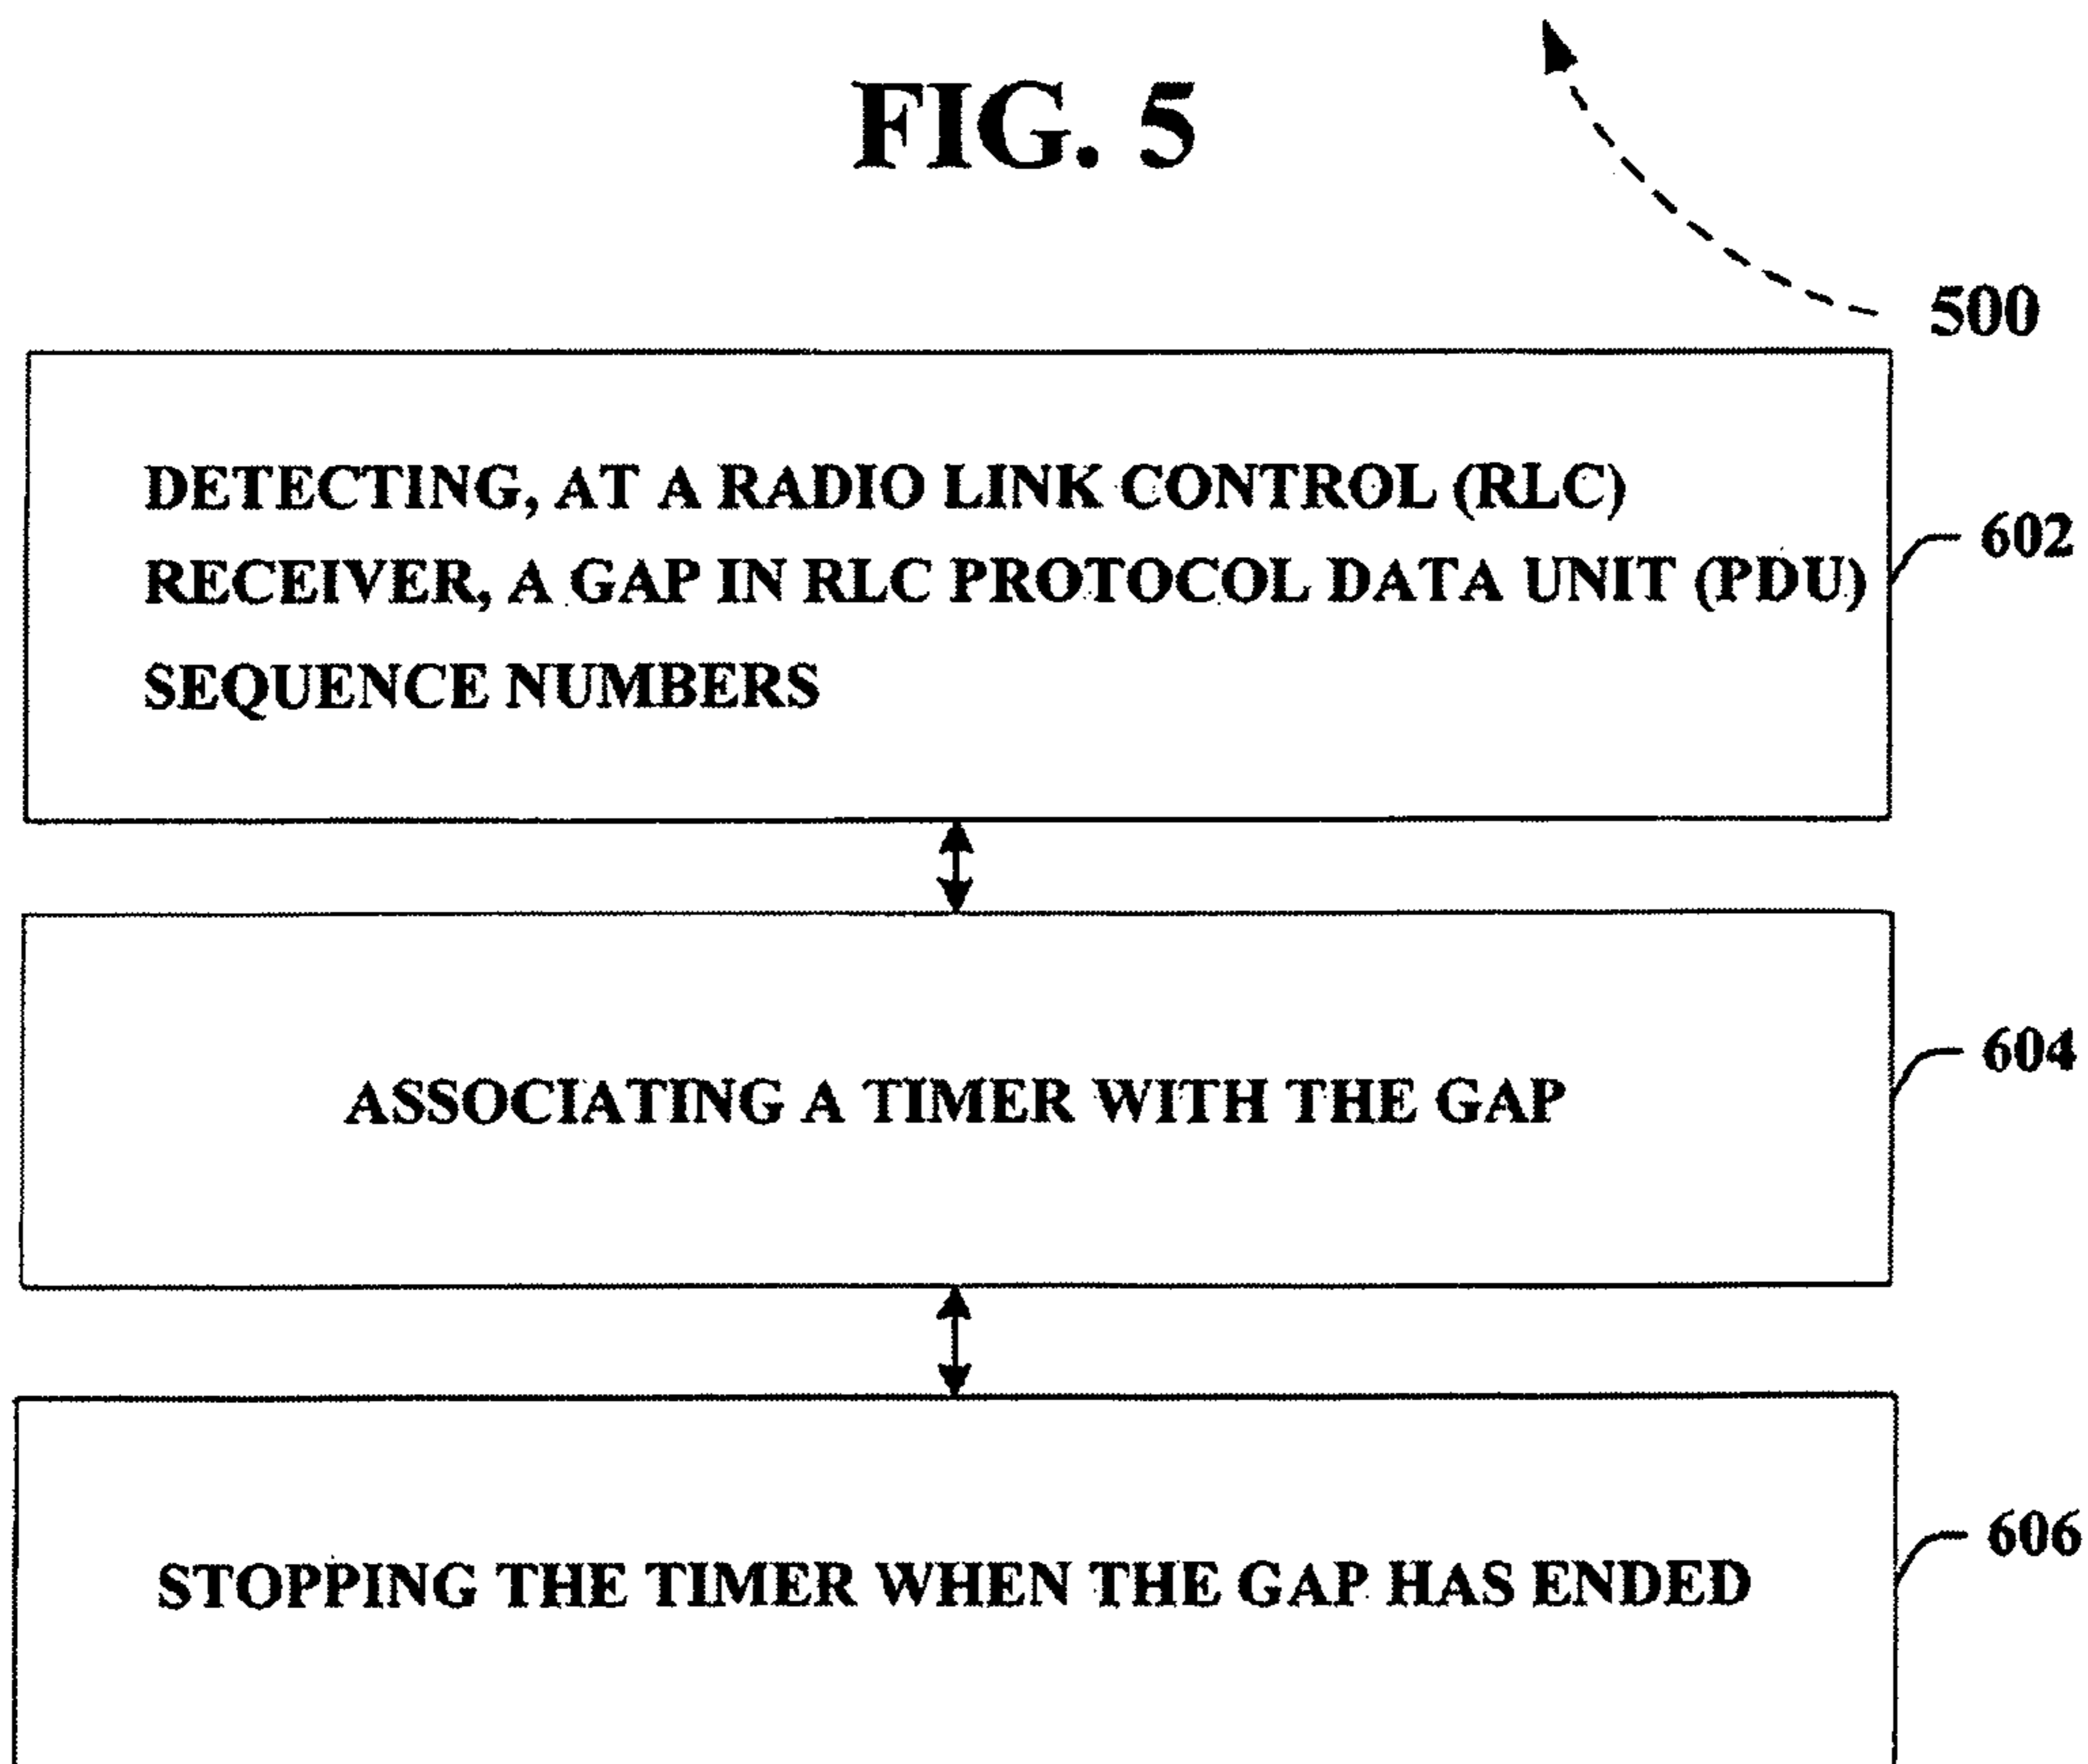 FIG. 5
500
DETECTING, AT A RADIO LINK CONTROL (RLC)
RECEIVER, A GAP IN RLC PROTOCOL DATA UNIT (PDU)
SEQUENCE NUMBERS
602
ASSOCIATING A TIMER WITH THE GAP
604
STOPPING THE TIMER WHEN THE GAP HAS ENDED
606